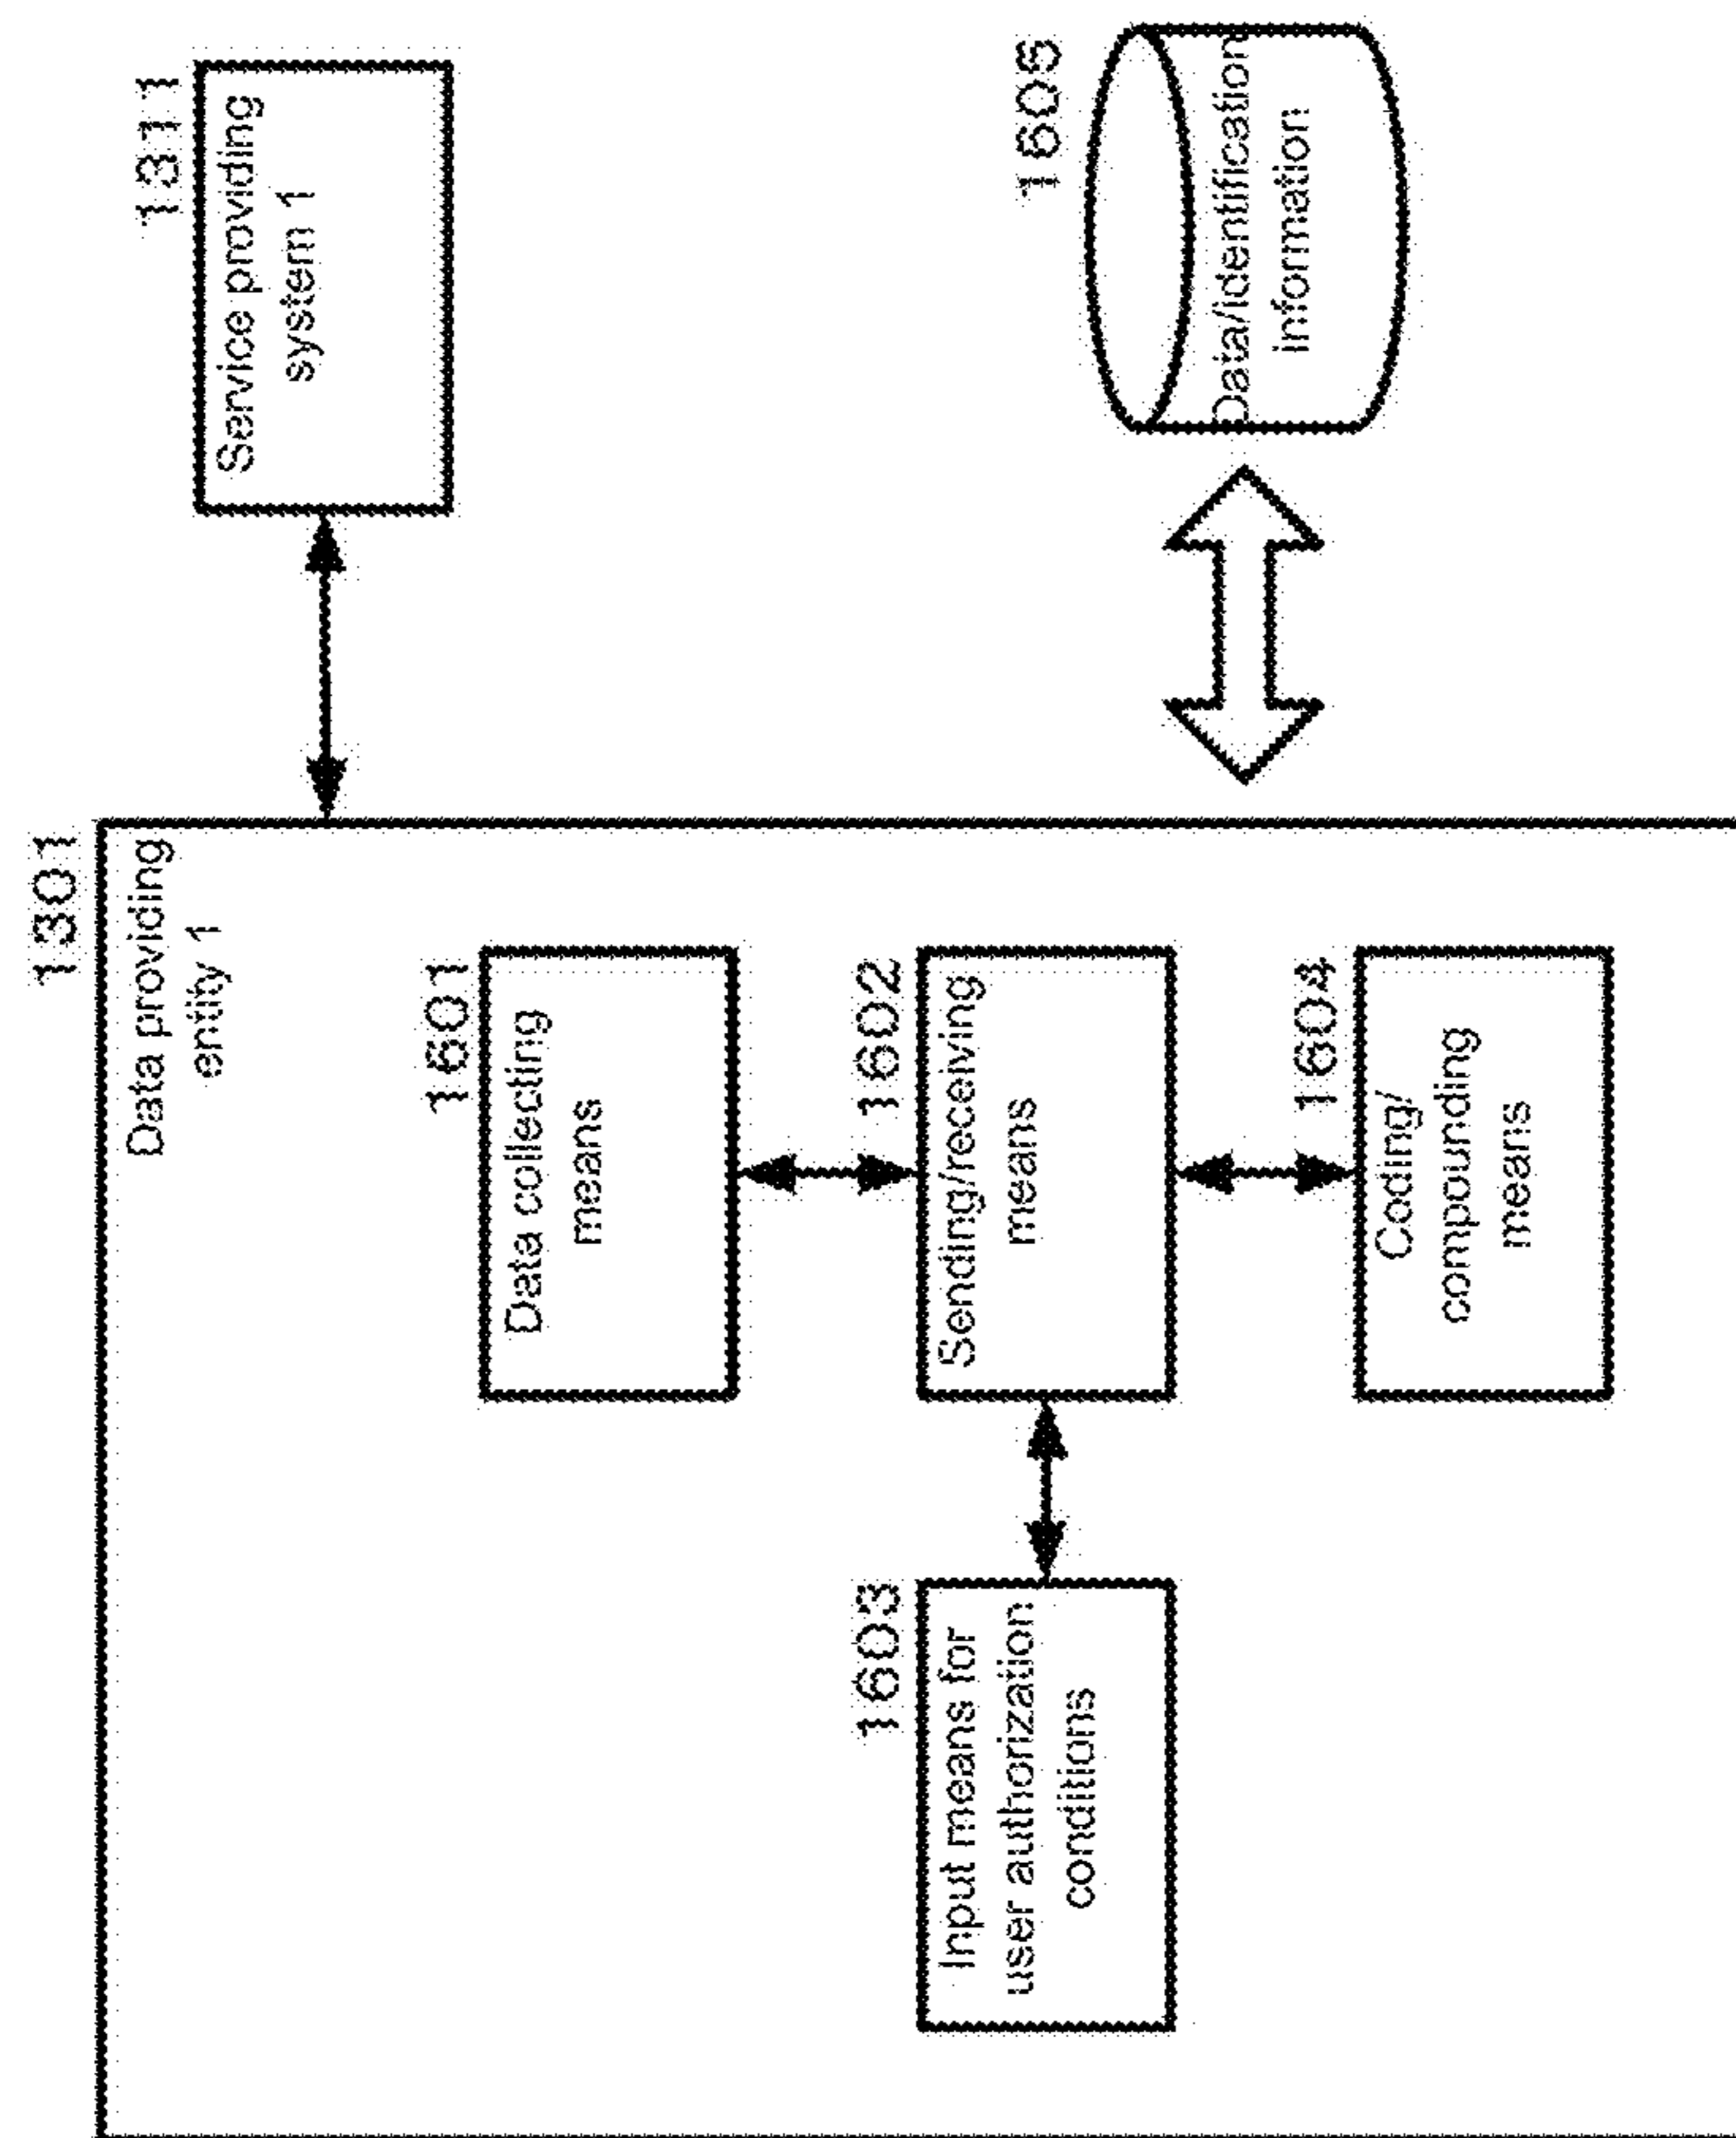 1301
Data providing
entity 1
1601
Data collecting
means
1603
Input means for
user authorization
conditions
1602
Sending/receiving
means
1604
Coding/
compounding
means
1311
Service providing
system 1
1605
Data/identification
information